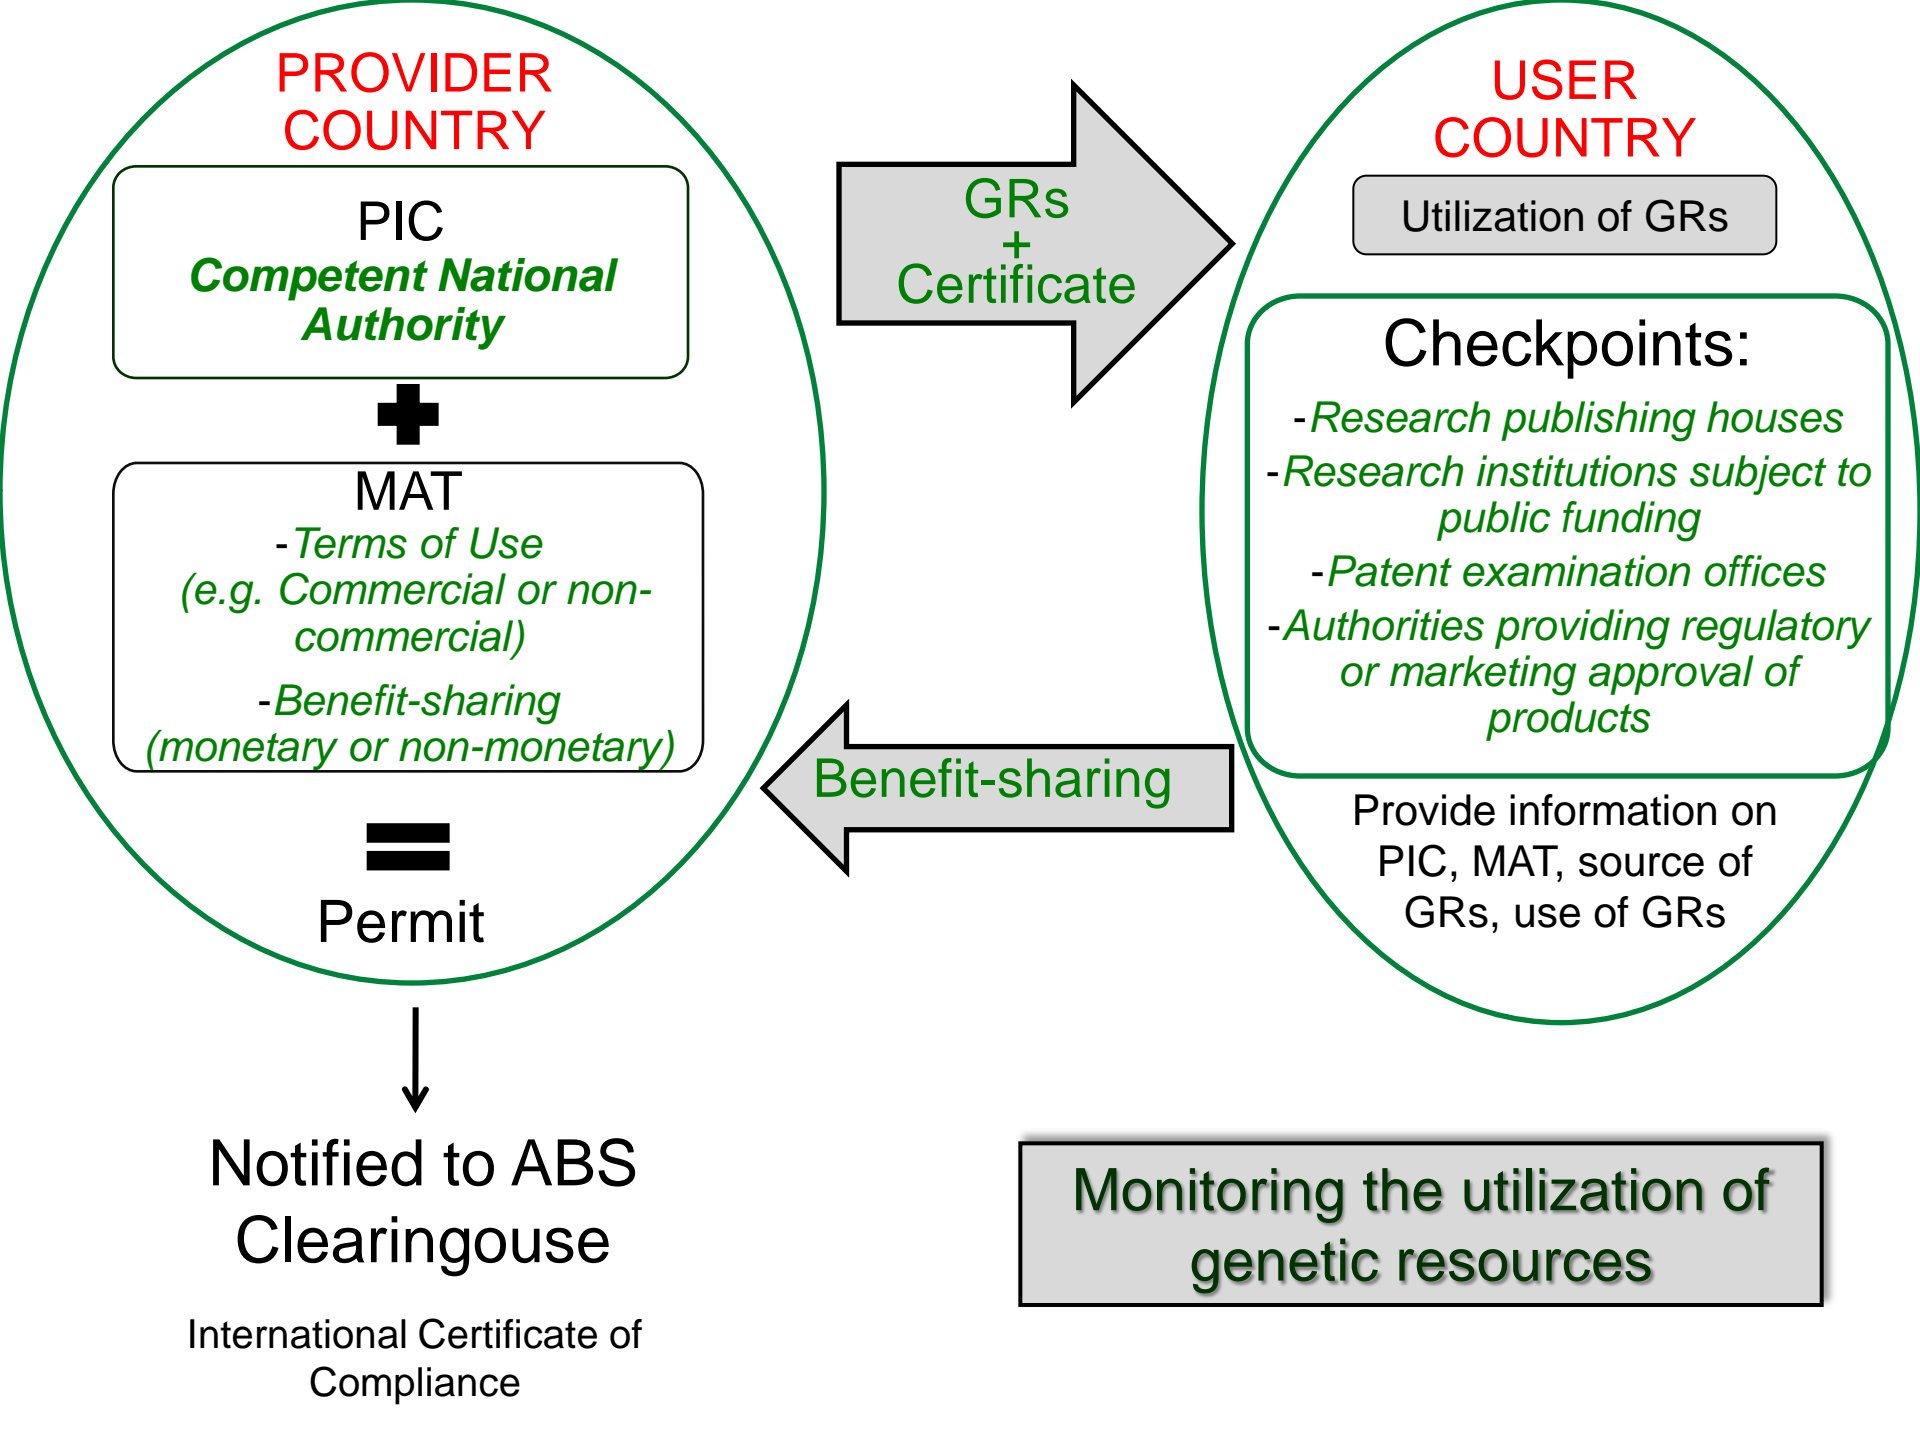 PROVIDER
COUNTRY
PIC
Competent National
Authority
MAT
-Terms of Use
(e.g. Commercial or non-
commercial)
-Benefit-sharing
(monetary or non-monetary)
Permit
Notified to ABS
Clearingouse
International Certificate of
Compliance
GRs
+
Certificate
Benefit-sharing
USER
COUNTRY
Utilization of GRs
Checkpoints:
-Research publishing houses
-Research institutions subject to
public funding
-Patent examination offices
-Authorities providing regulatory
or marketing approval of
products
Provide information on
PIC, MAT, source of
GRs, use of GRs
Monitoring the utilization of
genetic resources